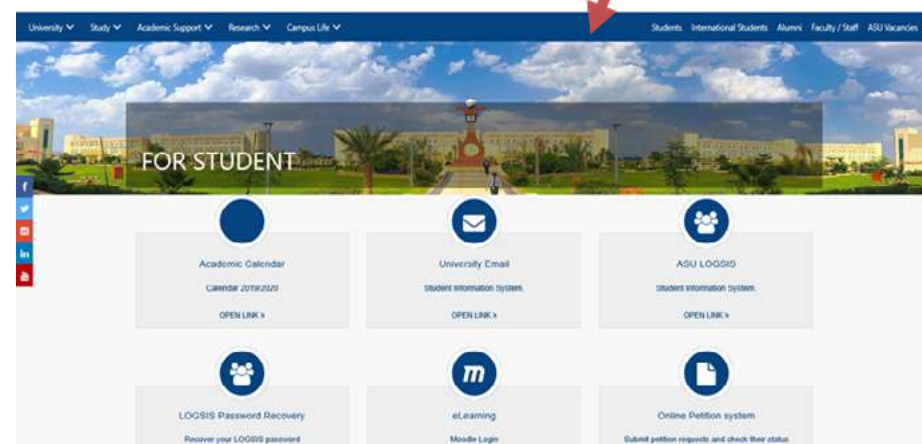 University Study Academic Support Research Campus Life Students International Students Alumni Faculty / Staff ASU Vacancies
FOR STUDENT
f
in
Academic Calendar
Calendar 2019/2020
OPEN LINK »
University Email
Student Information System.
OPEN LINK »
ASU LOGSIS
Student Information System.
OPEN LINK »
LOGSIS Password Recovery
Recover your LOGSIS password
m
eLearning
Moodle Login
Online Petition system
Submit petition requests and check their status